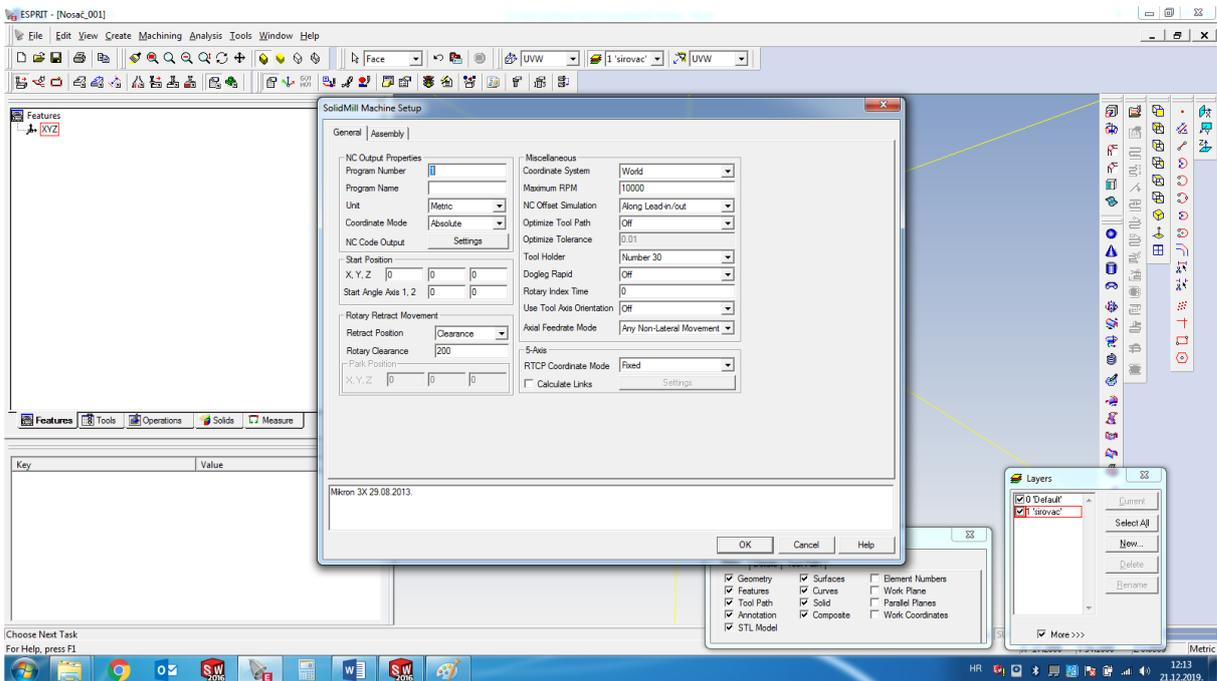 ESPRIT - [Nosač_001]
File Edit View Create Machining Analysis Tools Window Help
Face
UVW
1 'sirovac'
UVW
Features
XYZ
SolidMill Machine Setup
General Assembly
NC Output Properties
Program Number 1
Program Name
Unit Metric
Coordinate Mode Absolute
NC Code Output Settings
Start Position
X, Y, Z 0 0 0
Start Angle Axis 1, 2 0 0
Rotary Retract Movement
Retract Position Clearance
Rotary Clearance 200
Park Position
X, Y, Z 0 0 0
Miscellaneous
Coordinate System World
Maximum RPM 10000
NC Offset Simulation Along Lead-in/out
Optimize Tool Path Off
Optimize Tolerance 0.01
Tool Holder Number 30
Dogleg Rapid Off
Rotary Index Time 0
Use Tool Axis Orientation Off
Axial Feedrate Mode Any Non-Lateral Movement
5-Axis
RTCP Coordinate Mode Fixed
Calculate Links Settings
Mikron 3X 29.08.2013.
OK Cancel Help
Features Tools Operations Solids Measure
Key Value
Layers
0 'Default'
1 'sirovac'
Current
Select All
New...
Delete
Rename
More >>>
Geometry Surfaces Element Numbers
Features Curves Work Plane
Tool Path Solid Parallel Planes
Annotation Composite Work Coordinates
STL Model
Choose Next Task
For Help, press F1
Metric
HR
12:13
21.12.2019.